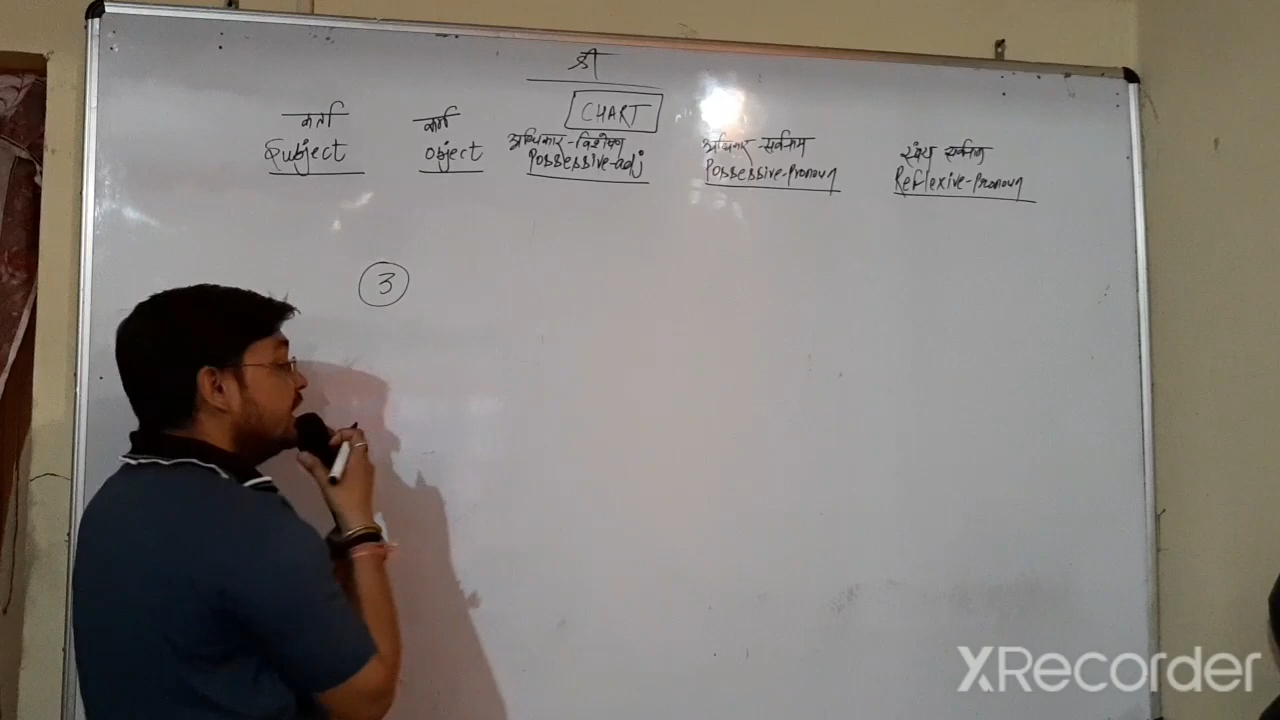 श्री
CHART
कर्ता कर्म अधिकार-विशेषण अधिकार-सर्वनाम स्वंय सर्वनाम
Subject Object Possessive-adj Possessive-Pronoun Reflexive-Pronoun
3
XRecorder